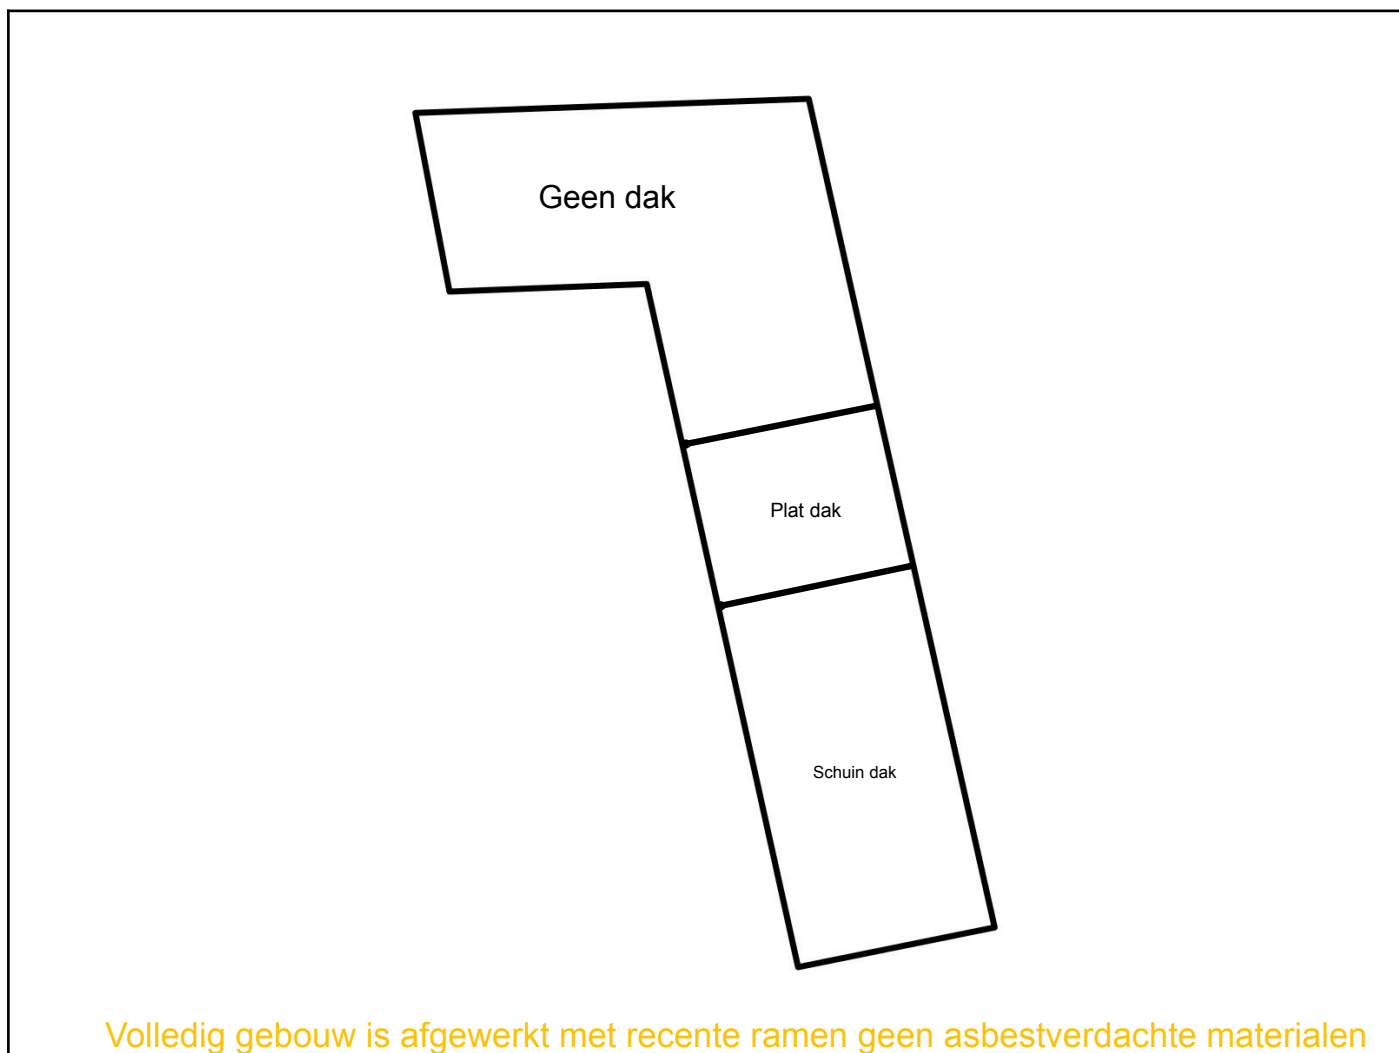 Geen dak
Plat dak
Schuin dak
Volledig gebouw is afgewerkt met recente ramen geen asbestverdachte materialen